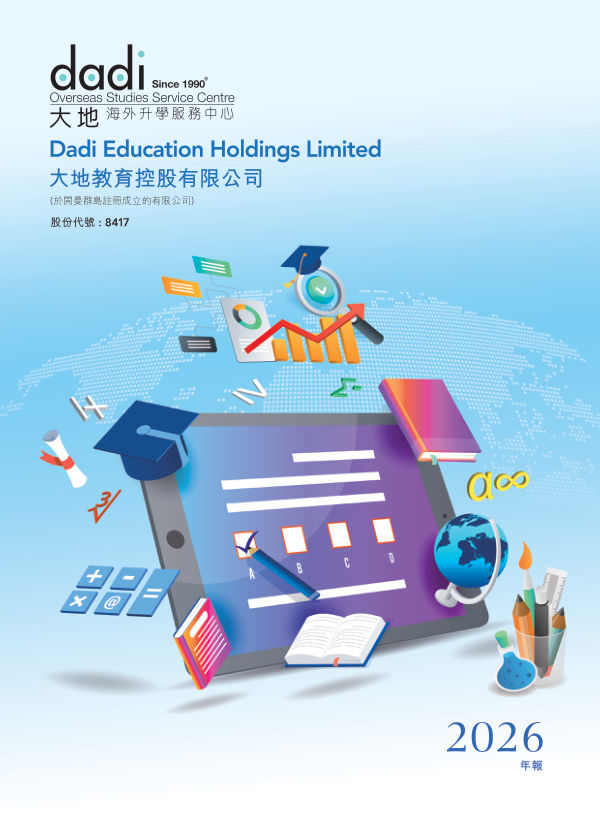 dadi Since 1990®
Overseas Studies Service Centre
大地 海外升學服務中心
Dadi Education Holdings Limited
大地教育控股有限公司
(於開曼群島註冊成立的有限公司)
股份代號：8417
A B C D
α∞
+ −
× @ =
2026
年報